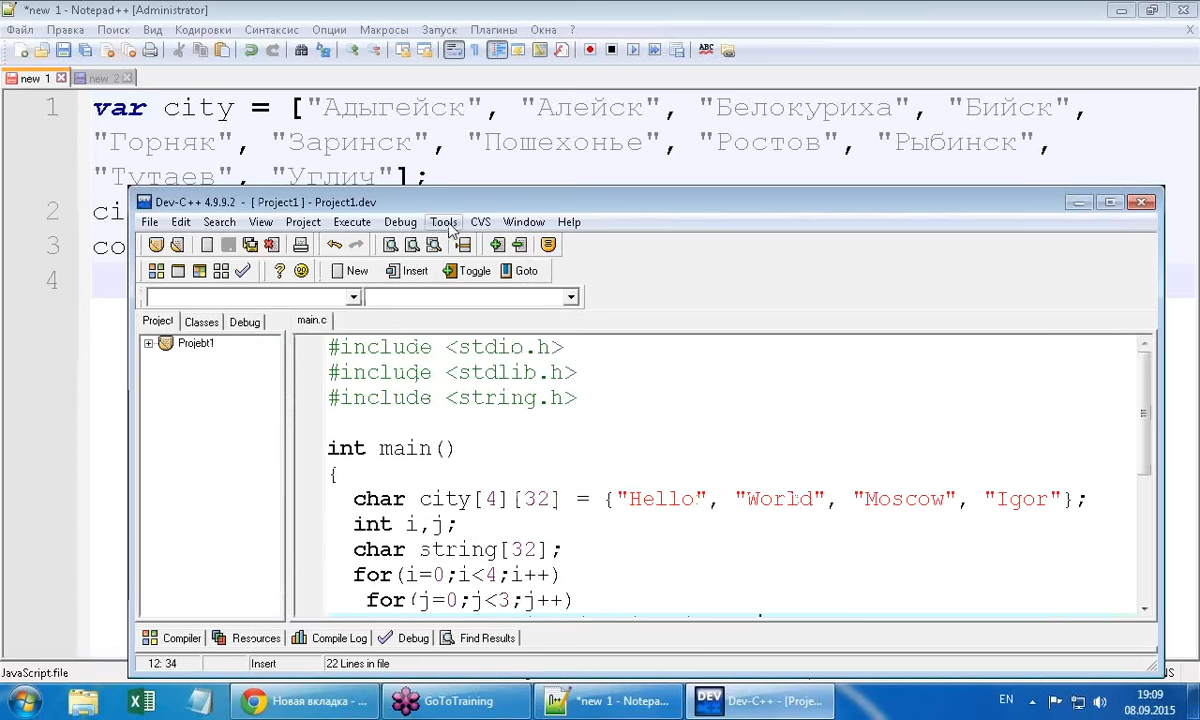 *new 1 - Notepad++ [Administrator]
Файл Правка Поиск Вид Кодировки Синтаксис Опции Макросы Запуск Плагины Окна ?
new 1 new 2
1 var city = ["Адыгейск", "Алейск", "Белокуриха", "Бийск",
"Горняк", "Заринск", "Пошехонье", "Ростов", "Рыбинск",
"Тутаев", "Углич"];
2 ci
3 co
4
Dev-C++ 4.9.9.2 - [ Project1 ] - Project1.dev
File Edit Search View Project Execute Debug Tools CVS Window Help
New Insert Toggle Goto
Project Classes Debug
main.c
Project1
#include <stdio.h>
#include <stdlib.h>
#include <string.h>
int main()
{
char city[4][32] = {"Hello", "World", "Moscow", "Igor"};
int i,j;
char string[32];
for(i=0;i<4;i++)
for(j=0;j<3;j++)
Compiler Resources Compile Log Debug Find Results
12: 34 Insert 22 Lines in file
JavaScript file
Новая вкладка - ... GoToTraining *new 1 - Notepa... DEV Dev-C++ - [Proje...
EN 19:09
08.09.2015